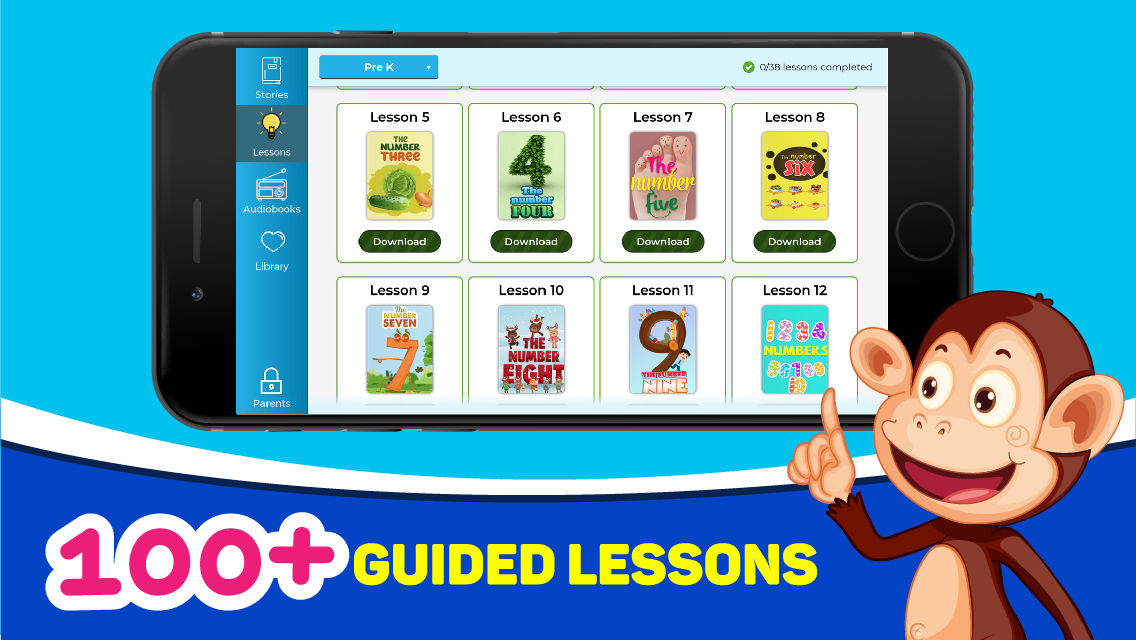 Pre K
0/38 lessons completed
Stories
Lessons
Audiobooks
Library
Parents
Lesson 5
THE NUMBER THREE
Download
Lesson 6
4
The number FOUR
Download
Lesson 7
The number five
Download
Lesson 8
The number SIX
Download
Lesson 9
The NUMBER SEVEN
7
Lesson 10
THE NUMBER EIGHT
Lesson 11
9
THE NUMBER NINE
Lesson 12
1 2 3 4
NUMBERS
5 6 7 8 9
10
100+ GUIDED LESSONS